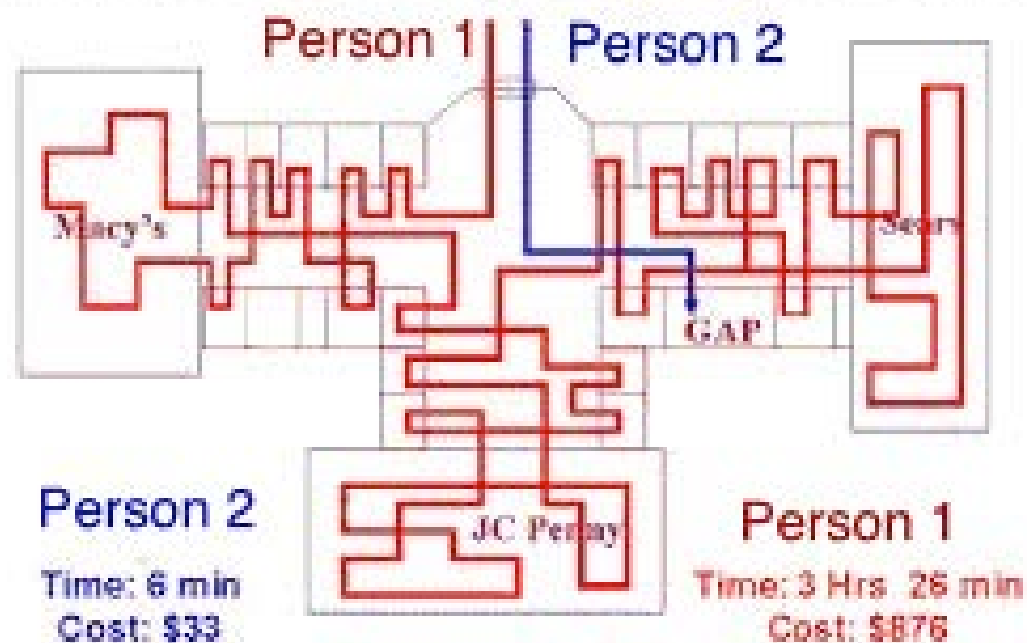 Person 1
Person 2
Macy's
Sears
GAP
JC Penny
Person 2
Time: 6 min
Cost: $33
Person 1
Time: 3 Hrs 26 min
Cost: $876